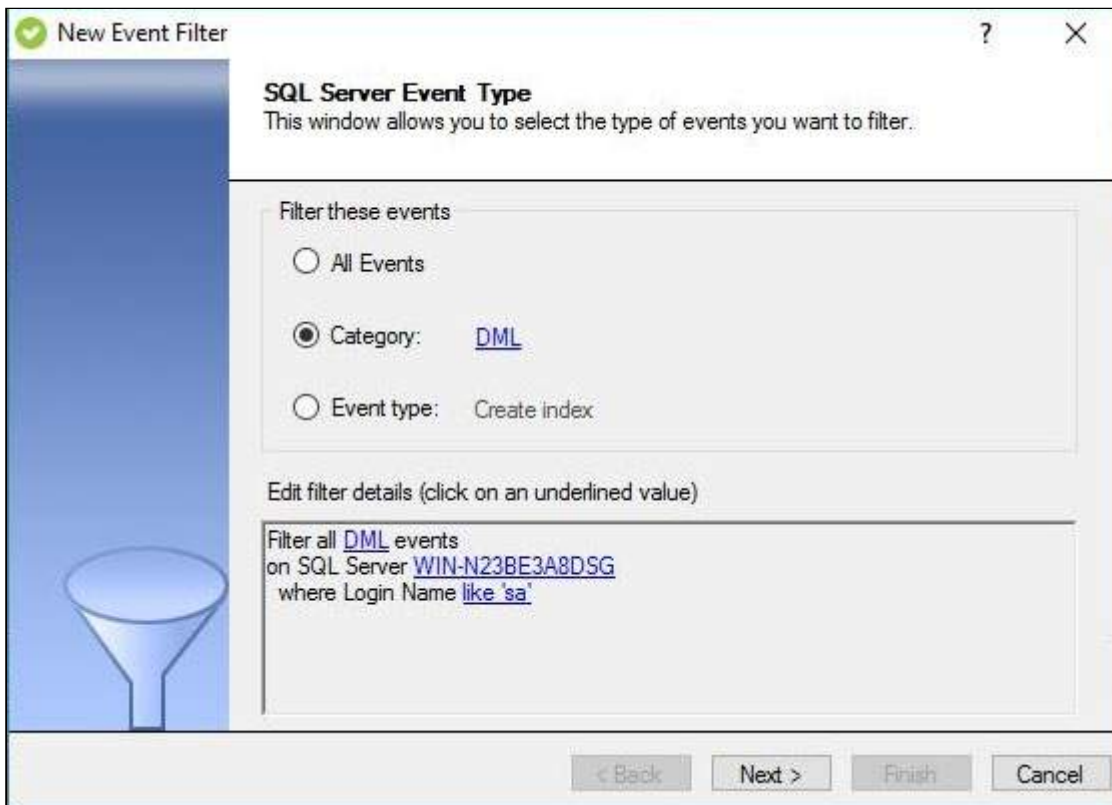 New Event Filter
?
SQL Server Event Type
This window allows you to select the type of events you want to filter.
Filter these events
All Events
Category: DML
Event type: Create index
Edit filter details (click on an underlined value)
Filter all DML events
on SQL Server WIN-N23BE3A8DSG
where Login Name like 'sa'
< Back Next > Finish Cancel